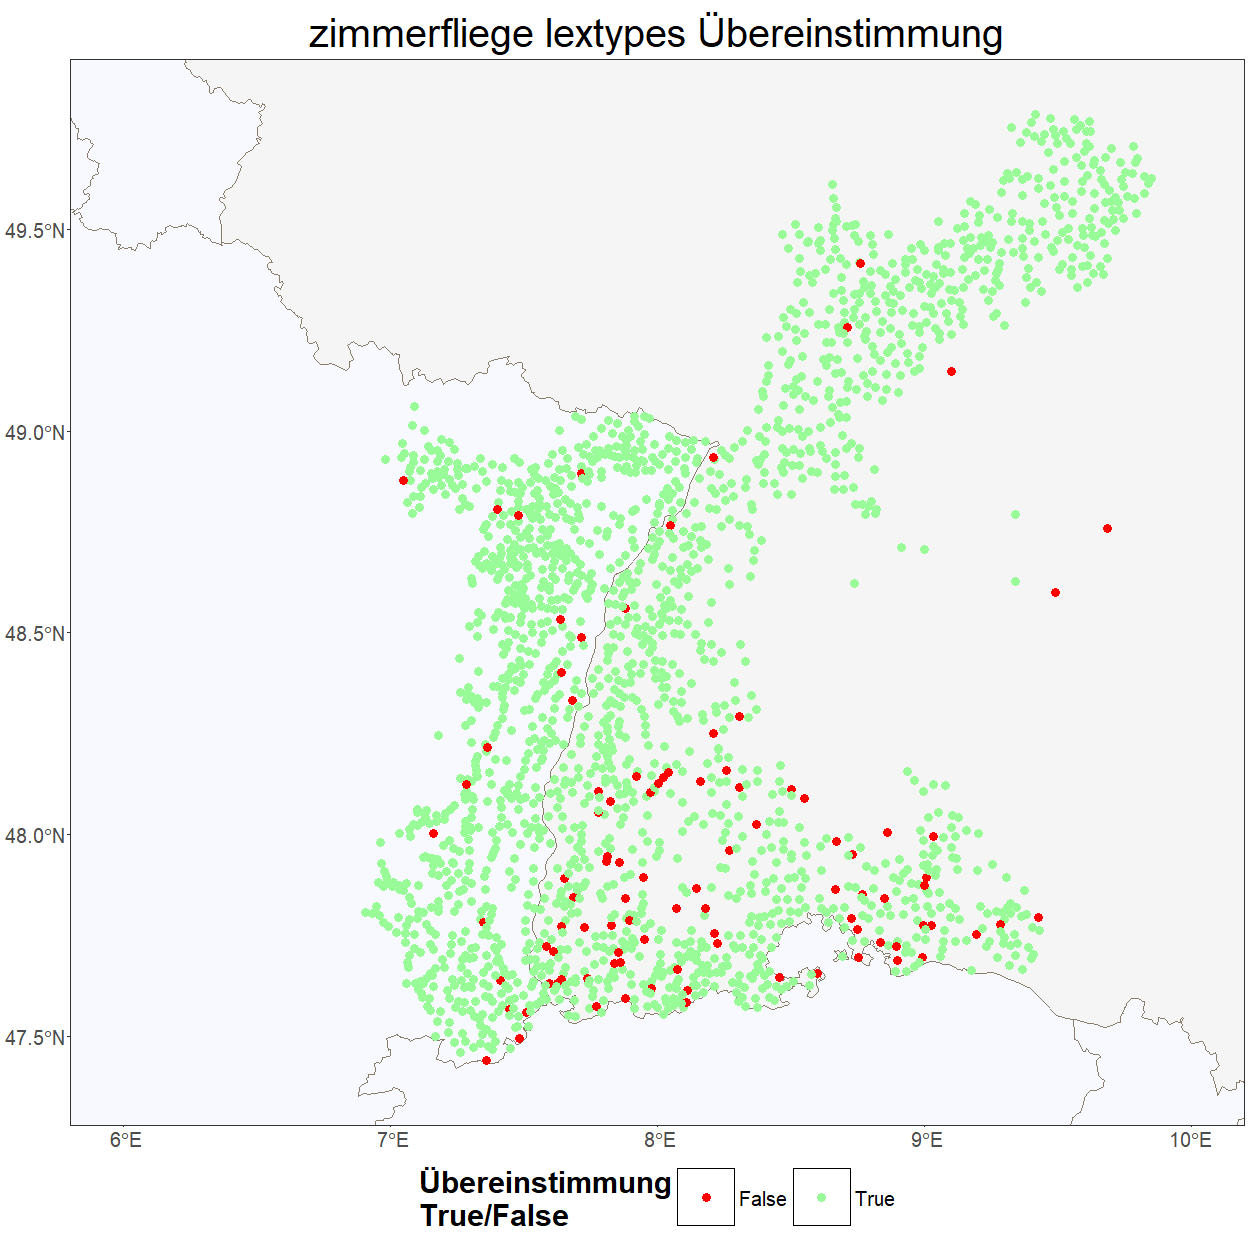 zimmerfliege lextypes Übereinstimmung
49.5°N
49.0°N
48.5°N
48.0°N
47.5°N
6°E
7°E
8°E
9°E
10°E
Übereinstimmung
True/False
False
True